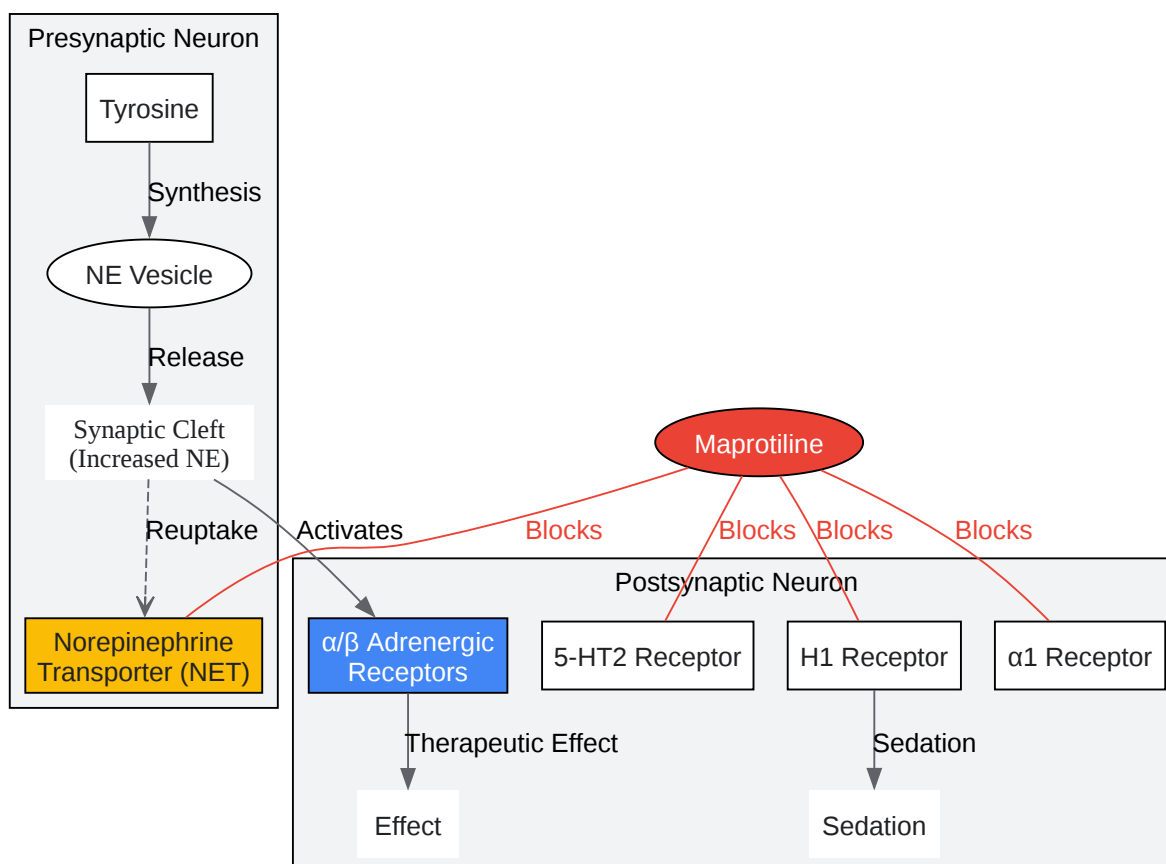 Presynaptic Neuron
Tyrosine
Synthesis
NE Vesicle
Release
Synaptic Cleft
(Increased NE)
Maprotiline
Reuptake
Activates
Blocks
Blocks
Blocks
Blocks
Postsynaptic Neuron
Norepinephrine
Transporter (NET)
α/β Adrenergic
Receptors
5-HT2 Receptor
H1 Receptor
α1 Receptor
Therapeutic Effect
Sedation
Effect
Sedation